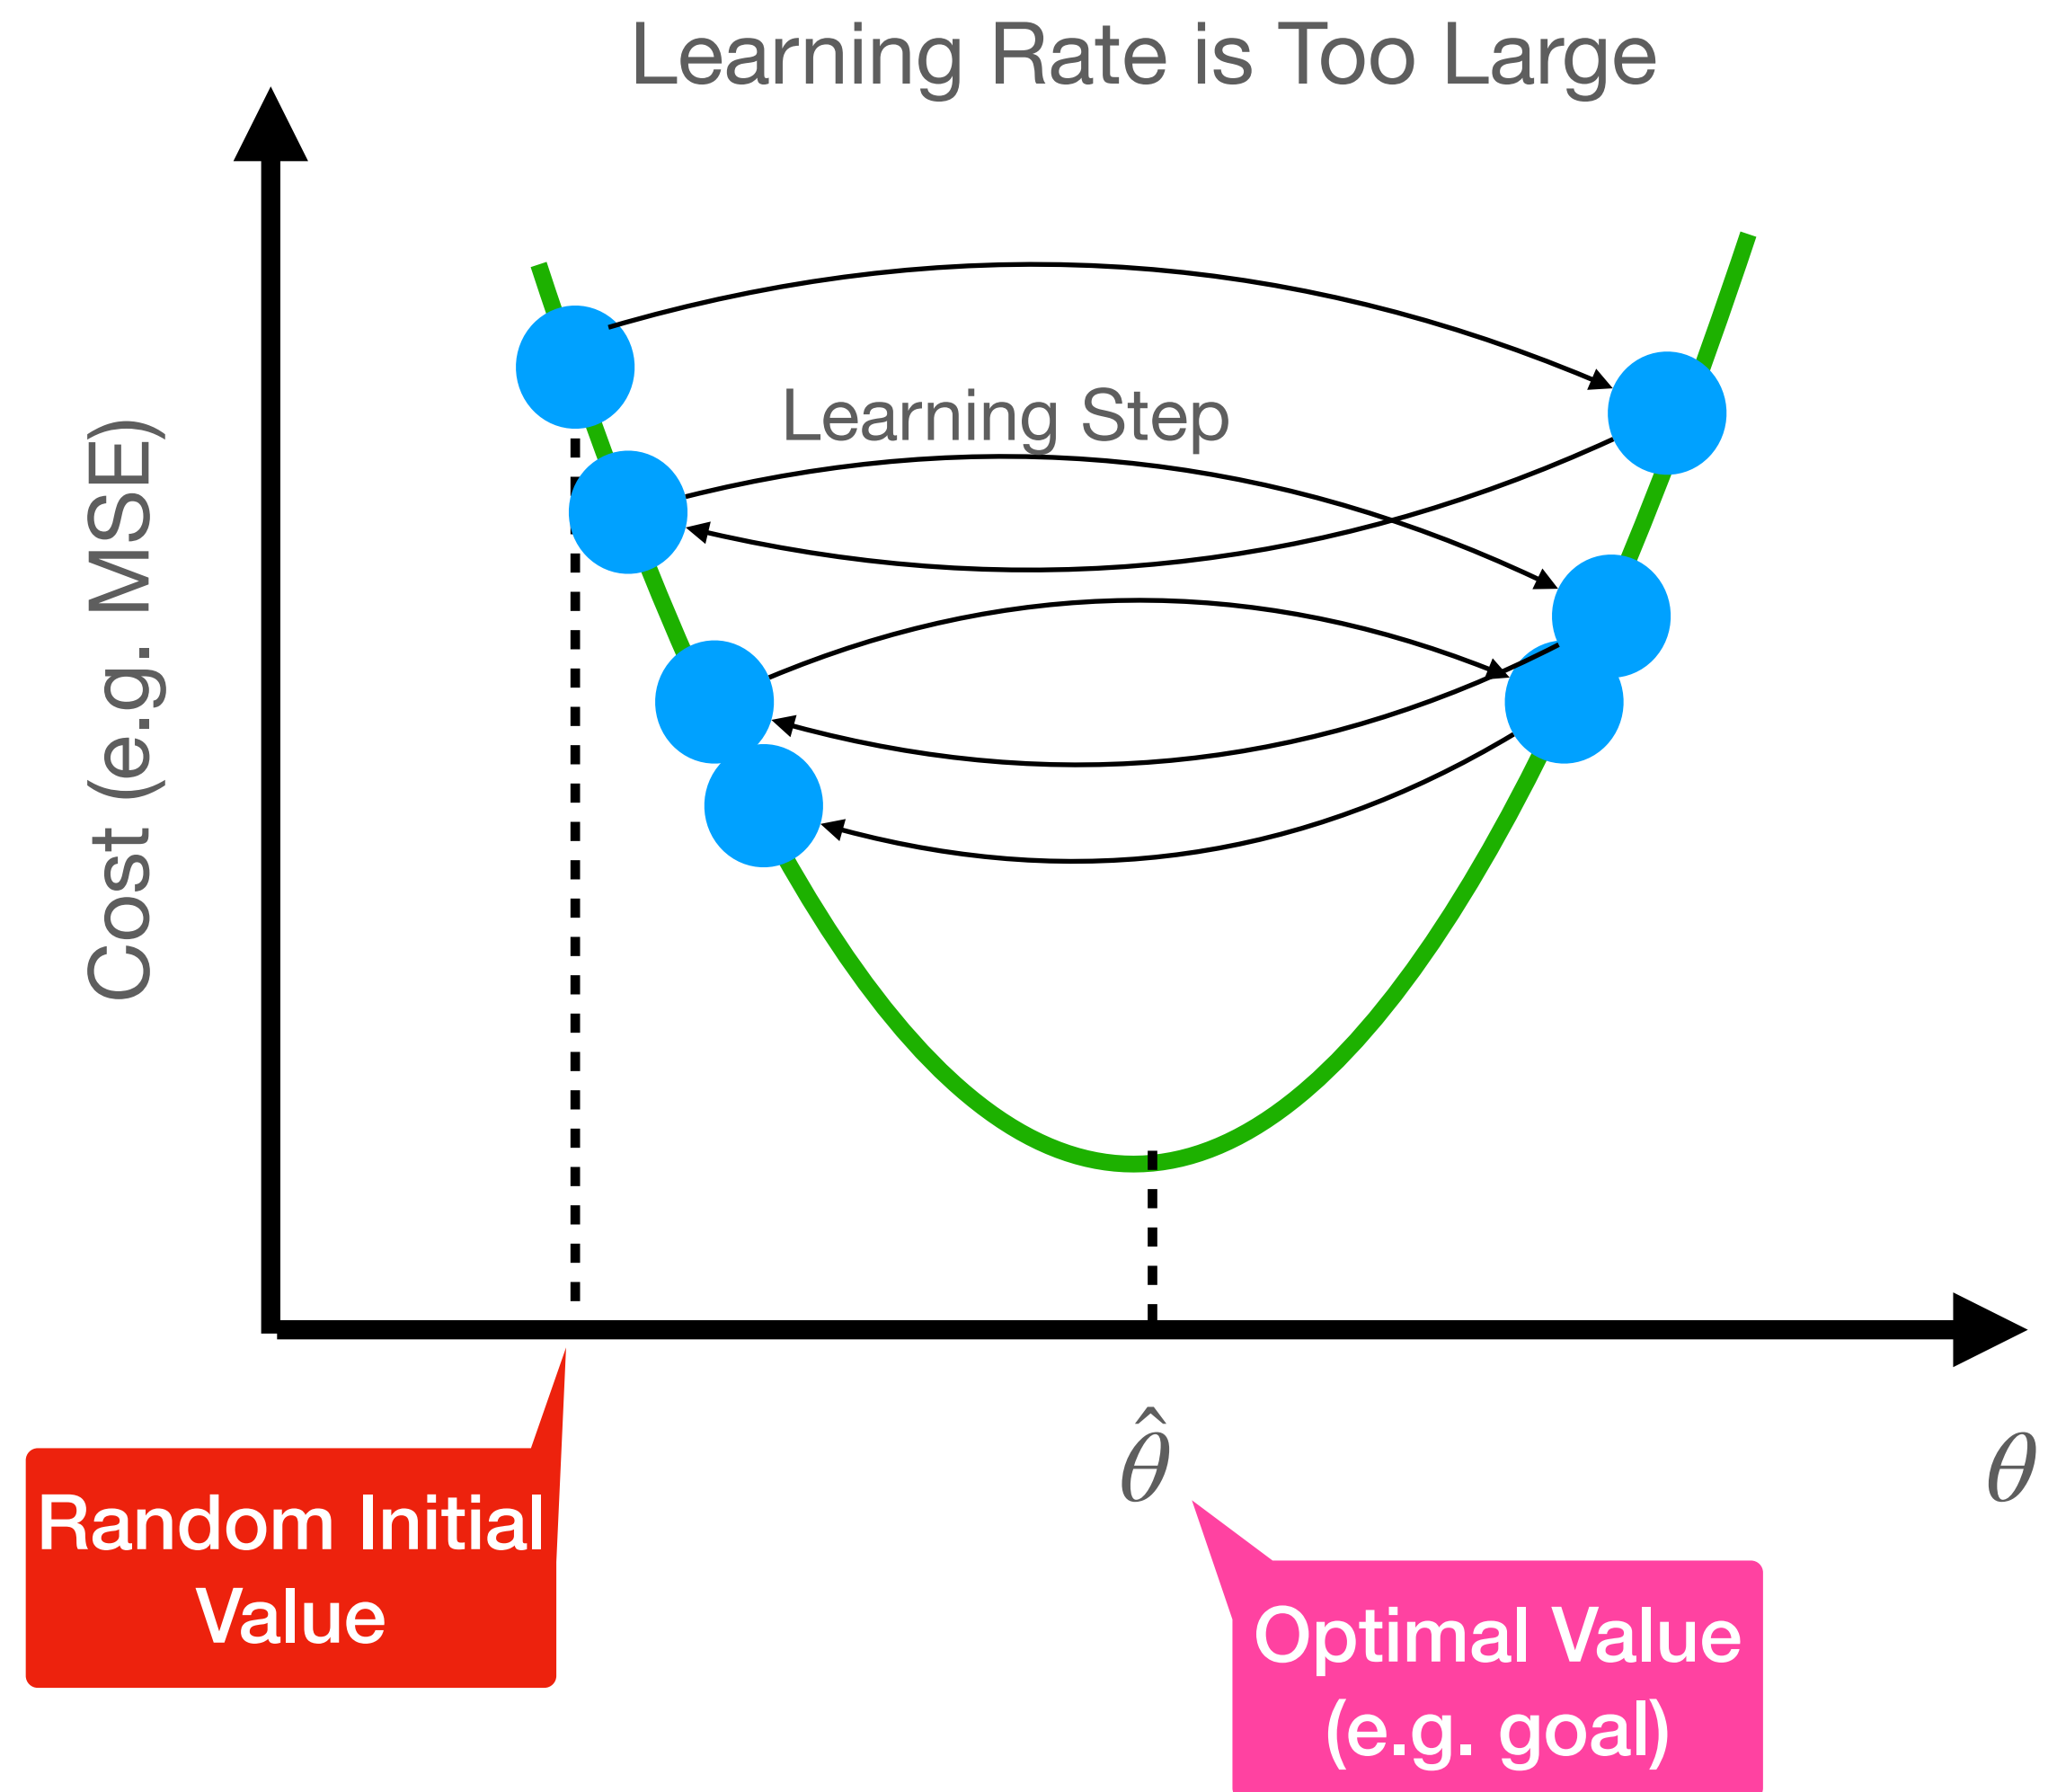 Learning Rate is Too Large
Learning Step
Cost (e.g. MSE)
θ̂
θ
Random Initial
Value
Optimal Value
(e.g. goal)